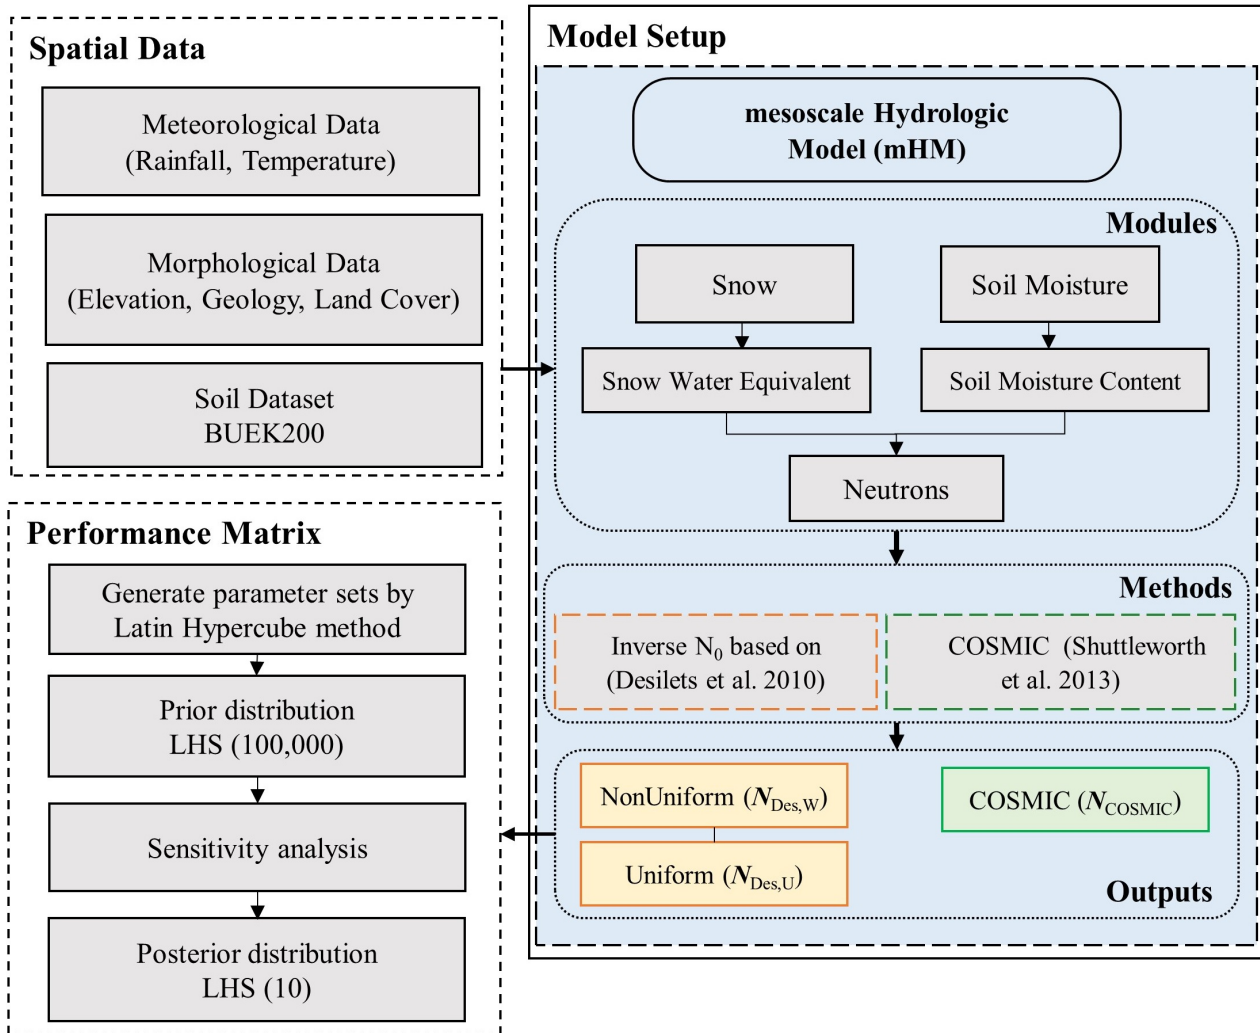 Spatial Data
Meteorological Data
(Rainfall, Temperature)
Morphological Data
(Elevation, Geology, Land Cover)
Soil Dataset
BUEK200
Performance Matrix
Generate parameter sets by
Latin Hypercube method
Prior distribution
LHS (100,000)
Sensitivity analysis
Posterior distribution
LHS (10)
Model Setup
mesoscale Hydrologic
Model (mHM)
Modules
Snow
Soil Moisture
Snow Water Equivalent
Soil Moisture Content
Neutrons
Methods
Inverse N₀ based on
(Desilets et al. 2010)
COSMIC (Shuttleworth
et al. 2013)
NonUniform (N_Des,W)
Uniform (N_Des,U)
COSMIC (N_COSMIC)
Outputs